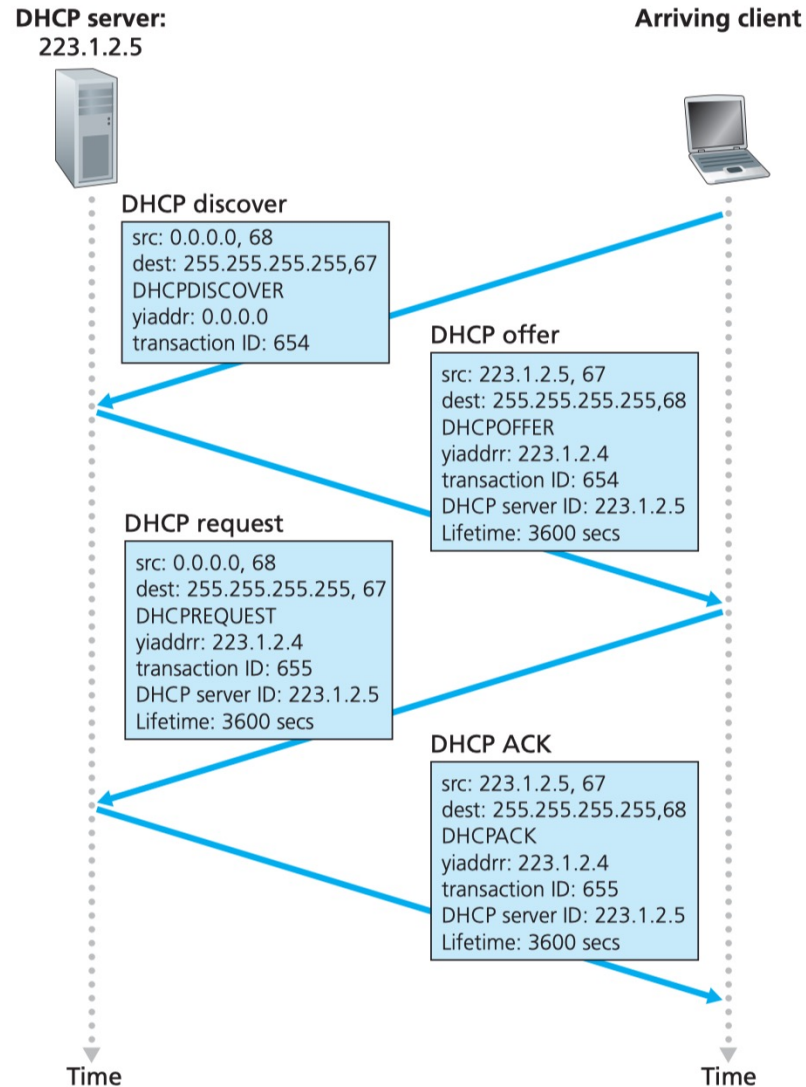 DHCP server:
223.1.2.5
Arriving client
DHCP discover
src: 0.0.0.0, 68
dest: 255.255.255.255,67
DHCPDISCOVER
yiaddr: 0.0.0.0
transaction ID: 654
DHCP offer
src: 223.1.2.5, 67
dest: 255.255.255.255,68
DHCPOFFER
yiaddrr: 223.1.2.4
transaction ID: 654
DHCP server ID: 223.1.2.5
Lifetime: 3600 secs
DHCP request
src: 0.0.0.0, 68
dest: 255.255.255.255, 67
DHCPREQUEST
yiaddrr: 223.1.2.4
transaction ID: 655
DHCP server ID: 223.1.2.5
Lifetime: 3600 secs
DHCP ACK
src: 223.1.2.5, 67
dest: 255.255.255.255,68
DHCPACK
yiaddrr: 223.1.2.4
transaction ID: 655
DHCP server ID: 223.1.2.5
Lifetime: 3600 secs
Time
Time